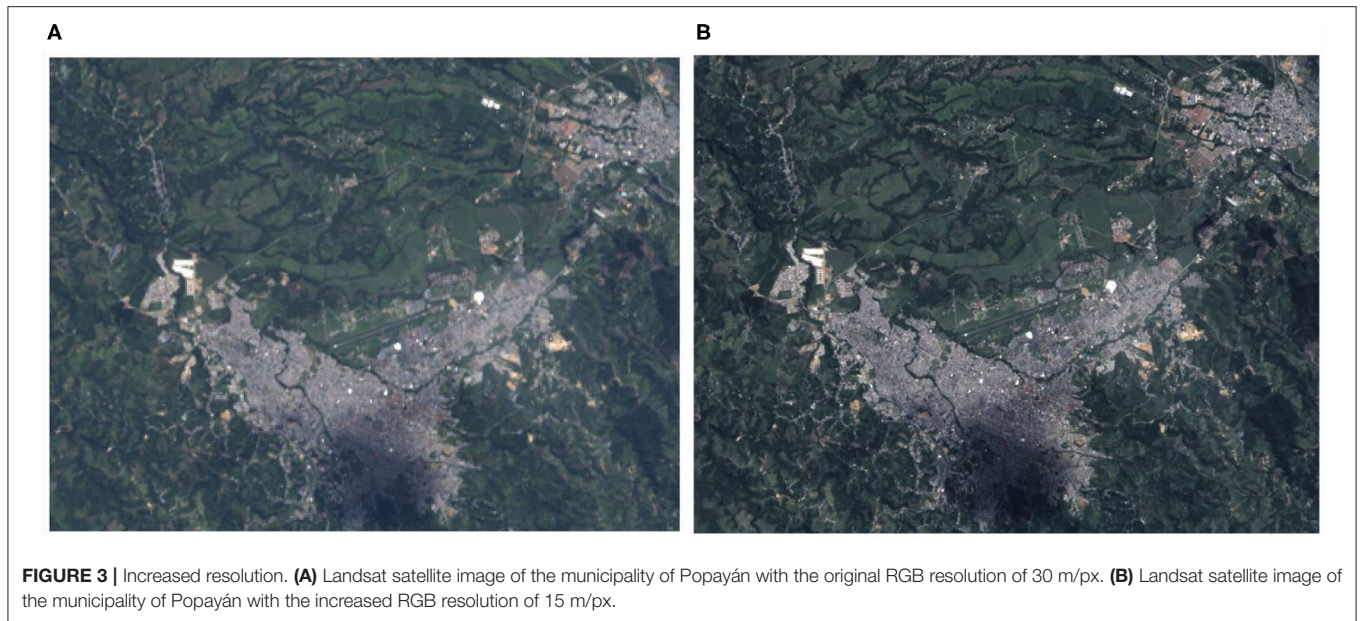 A
B
FIGURE 3 | Increased resolution. (A) Landsat satellite image of the municipality of Popayán with the original RGB resolution of 30 m/px. (B) Landsat satellite image of
the municipality of Popayán with the increased RGB resolution of 15 m/px.